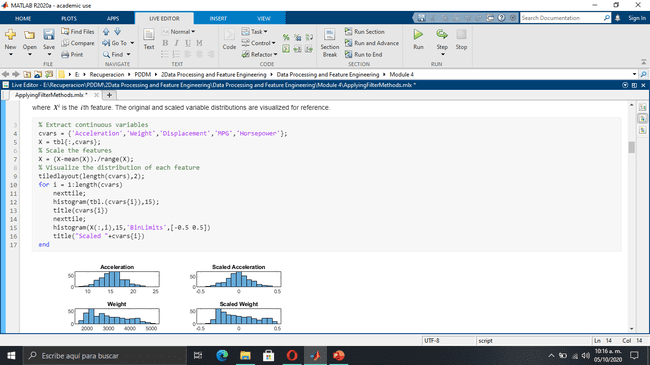 MATLAB R2020a - academic use
HOME PLOTS APPS LIVE EDITOR INSERT VIEW
Search Documentation
Sign In
New Open Save
Find Files
Compare
Print
Go To
Find
Text
Normal
B I U M
Code
Task
Control
Refactor
Section Break
Run Section
Run and Advance
Run to End
Run Step Stop
FILE NAVIGATE TEXT CODE SECTION RUN
E: Recuperacion PDDM 2Data Processing and Feature Engineering Data Processing and Feature Engineering Module 4
Live Editor - E:\Recuperacion\PDDM\2Data Processing and Feature Engineering\Data Processing and Feature Engineering\Module 4\ApplyingFilterMethods.mlx *
ApplyingFilterMethods.mlx *
where Xⁱ is the ith feature. The original and scaled variable distributions are visualized for reference.
3 % Extract continuous variables
4 cvars = {'Acceleration','Weight','Displacement','MPG','Horsepower'};
5 X = tbl{:,cvars};
6 % Scale the features
7 X = (X-mean(X))./range(X);
8 % Visualize the distribution of each feature
9 tiledlayout(length(cvars),2);
10 for i = 1:length(cvars)
11 nexttile;
12 histogram(tbl.(cvars{i}),15);
13 title(cvars{i})
14 nexttile;
15 histogram(X(:,i),15,'BinLimits',[-0.5 0.5])
16 title("Scaled "+cvars{i})
17 end
Acceleration
50
0
10 15 20 25
Scaled Acceleration
50
0
-0.5 0 0.5
Weight
50
0
2000 3000 4000 5000
Scaled Weight
50
0
-0.5 0 0.5
UTF-8 script Ln 14 Col 14
Escribe aquí para buscar
10:16 a. m.
05/10/2020